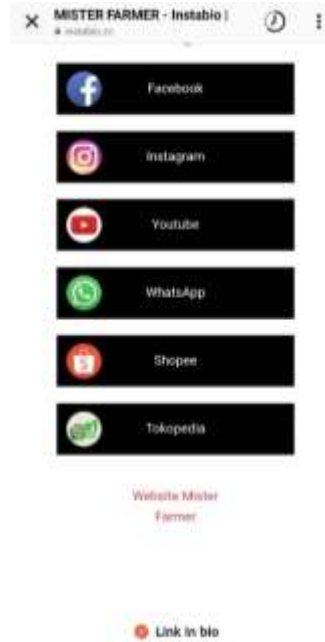 MISTER FARMER - Instabio |
Facebook
Instagram
Youtube
WhatsApp
Shopee
Tokopedia
Website Mister
Farmer
Link in bio